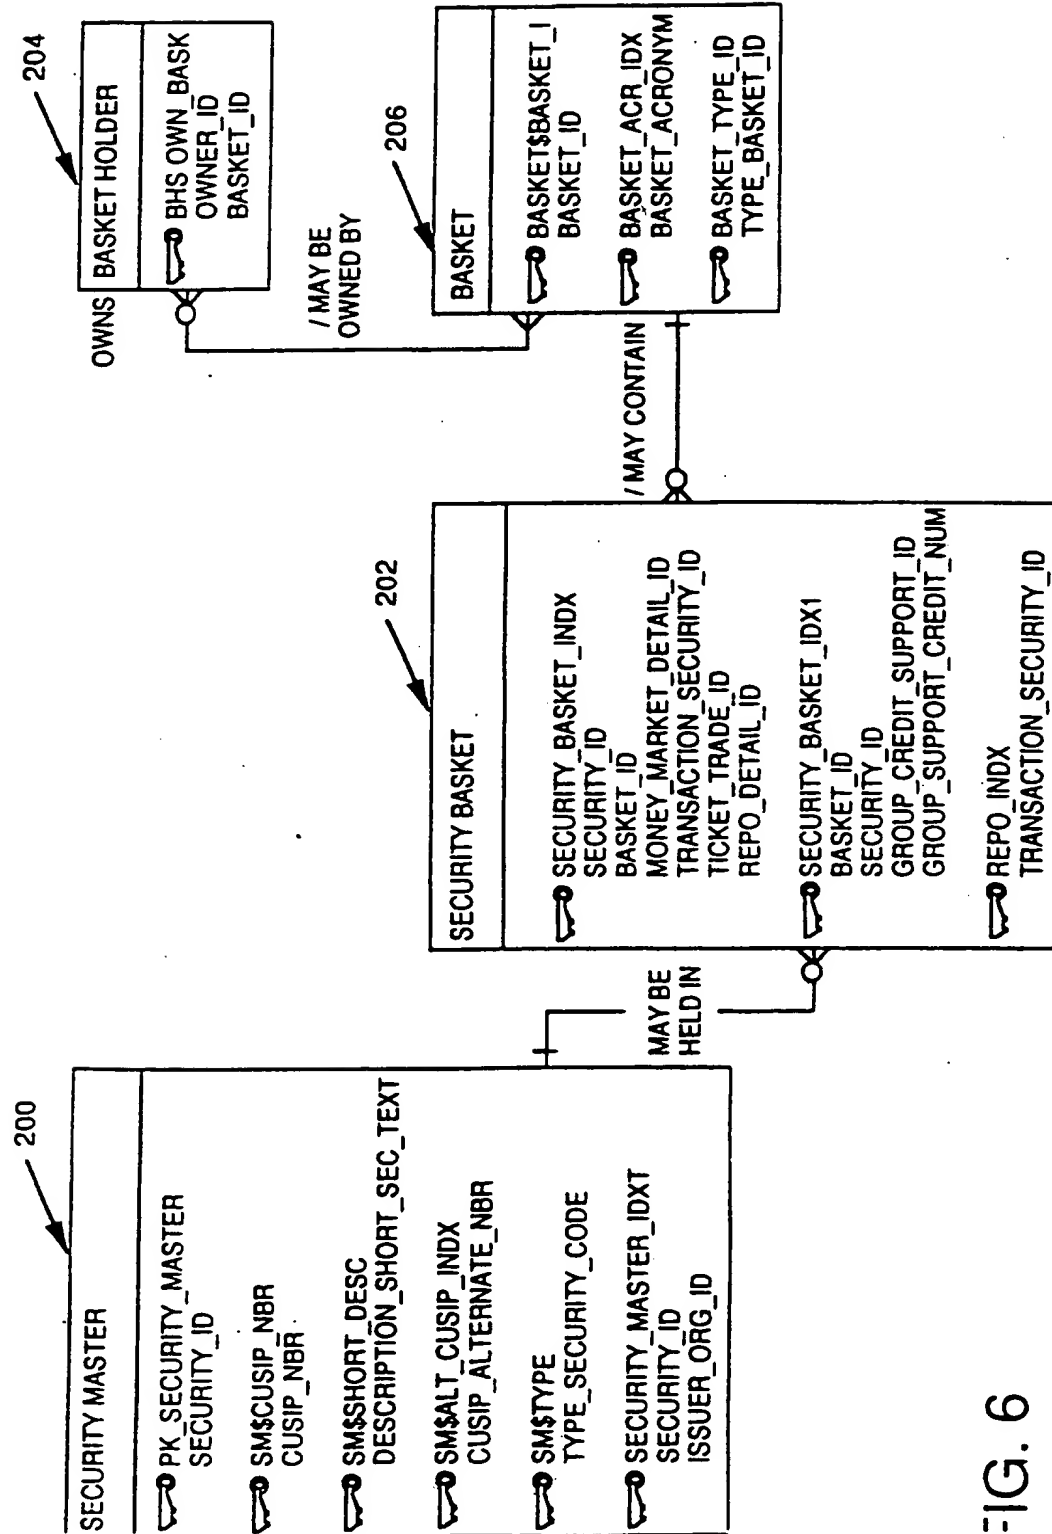 200
SECURITY MASTER
PK_SECURITY_MASTER
SECURITY_ID
SM$CUSIP_NBR
CUSIP_NBR
SM$SHORT_DESC
DESCRIPTION_SHORT_SEC_TEXT
SM$ALT_CUSIP_INDX
CUSIP_ALTERNATE_NBR
SM$TYPE
TYPE_SECURITY_CODE
SECURITY_MASTER_IDXT
SECURITY_ID
ISSUER_ORG_ID
MAY BE
HELD IN
202
SECURITY BASKET
SECURITY_BASKET_INDX
SECURITY_ID
BASKET_ID
MONEY_MARKET_DETAIL_ID
TRANSACTION_SECURITY_ID
TICKET_TRADE_ID
REPO_DETAIL_ID
SECURITY_BASKET_IDX1
BASKET_ID
SECURITY_ID
GROUP_CREDIT_SUPPORT_ID
GROUP_SUPPORT_CREDIT_NUM
REPO_INDX
TRANSACTION_SECURITY_ID
/ MAY CONTAIN
204
OWNS
BASKET HOLDER
BHS OWN_BASK
OWNER_ID
BASKET_ID
/ MAY BE
OWNED BY
206
BASKET
BASKET$BASKET_I
BASKET_ID
BASKET_ACR_IDX
BASKET_ACRONYM
BASKET_TYPE_ID
TYPE_BASKET_ID
FIG. 6